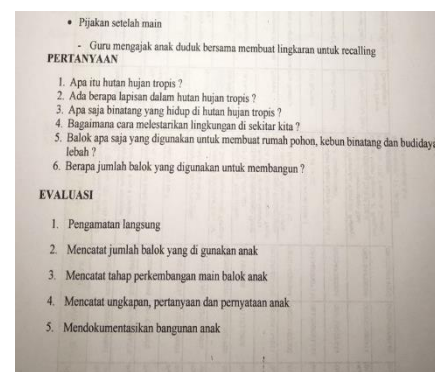 • Pijakan setelah main
- Guru mengajak anak duduk bersama membuat lingkaran untuk recalling
PERTANYAAN
1. Apa itu hutan hujan tropis ?
2. Ada berapa lapisan dalam hutan hujan tropis ?
3. Apa saja binatang yang hidup di hutan hujan tropis ?
4. Bagaimana cara melestarikan lingkungan di sekitar kita ?
5. Balok apa saja yang digunakan untuk membuat rumah pohon, kebun binatang dan budidaya
lebah ?
6. Berapa jumlah balok yang digunakan untuk membangun ?
EVALUASI
1. Pengamatan langsung
2. Mencatat jumlah balok yang di gunakan anak
3. Mencatat tahap perkembangan main balok anak
4. Mencatat ungkapan, pertanyaan dan pernyataan anak
5. Mendokumentasikan bangunan anak